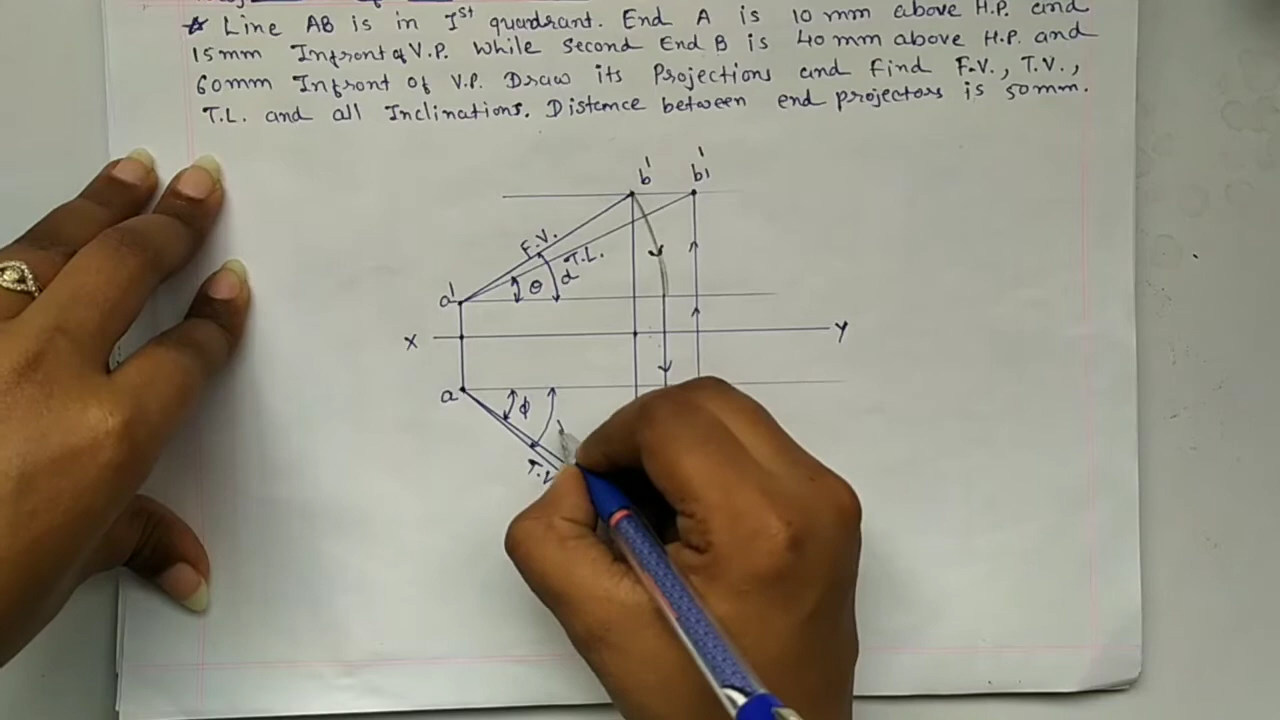 ☆ Line AB is in Ist quadrant. End A is 10 mm above H.P. and
15mm Infront of V.P. While Second End B is 40 mm above H.P. and
60mm Infront of V.P. Draw its Projections and find F.V., T.V.,
T.L. and all Inclinations. Distance between end projectors is 50mm.
b' b1'
F.V.
T.L.
a' θ α
X Y
a ϕ
T.L